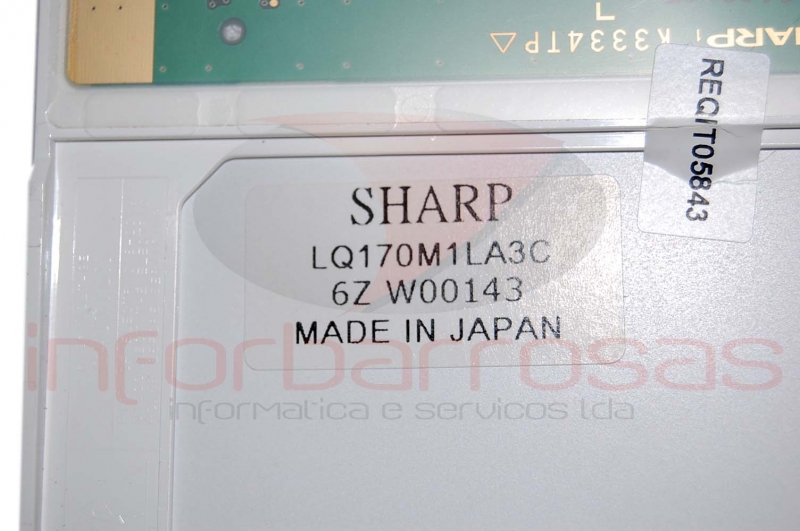 SHARP
K3334TP
REQIT05843
SHARP
LQ170M1LA3C
6Z W00143
MADE IN JAPAN
inforbarrosas
informatica e servicos lda